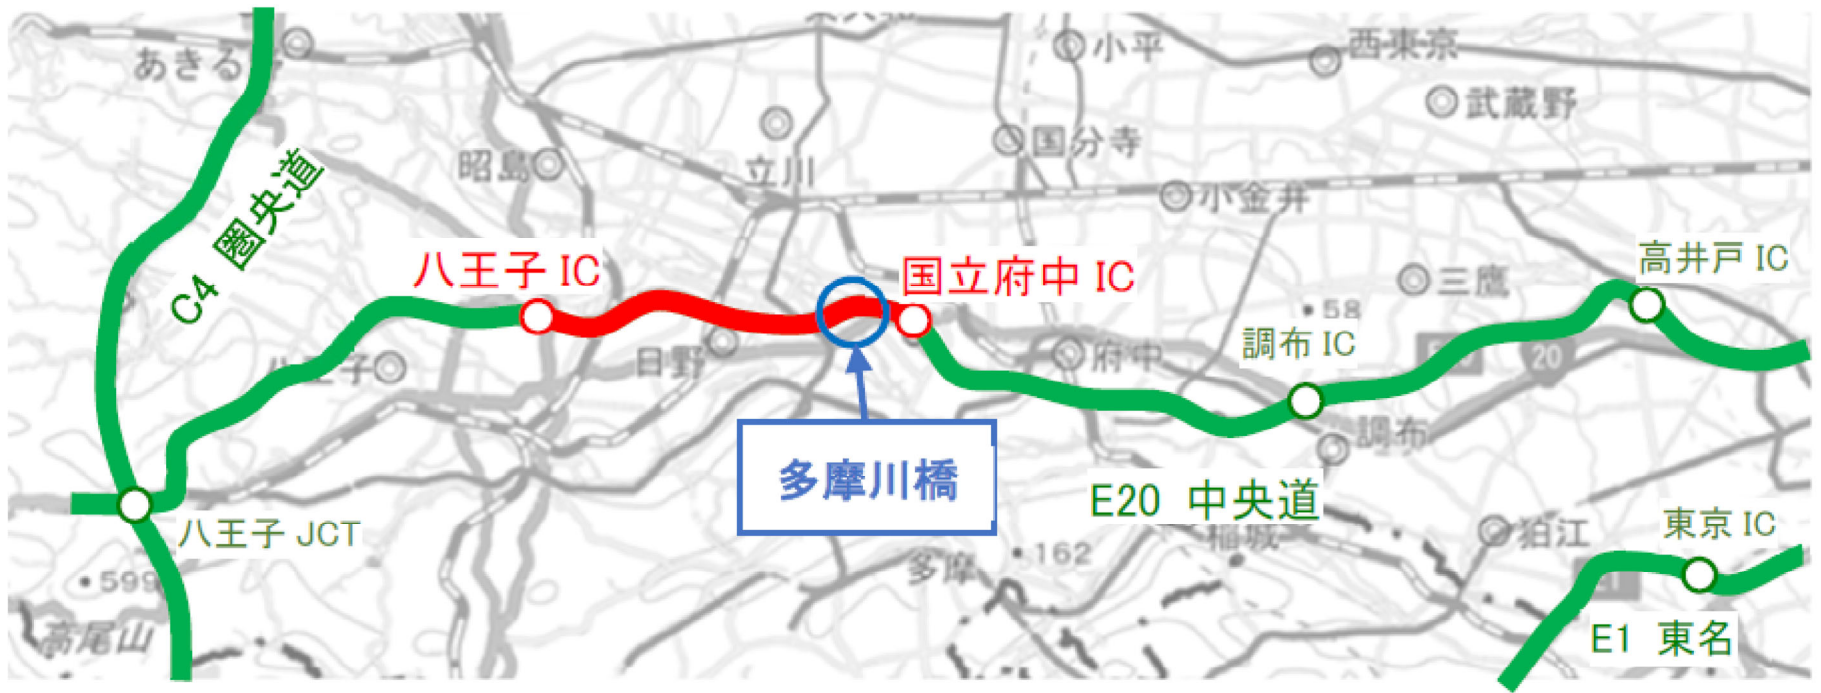 小平
西東京
あきる
武蔵野
昭島
立川
国分寺
小金井
C4 圏央道
八王子 IC
国立府中 IC
高井戸 IC
三鷹
58
調布 IC
日野
府中
20
八王子
調布
多摩川橋
E20 中央道
八王子 JCT
稲城
狛江
東京 IC
多摩
162
599
高尾山
E1 東名